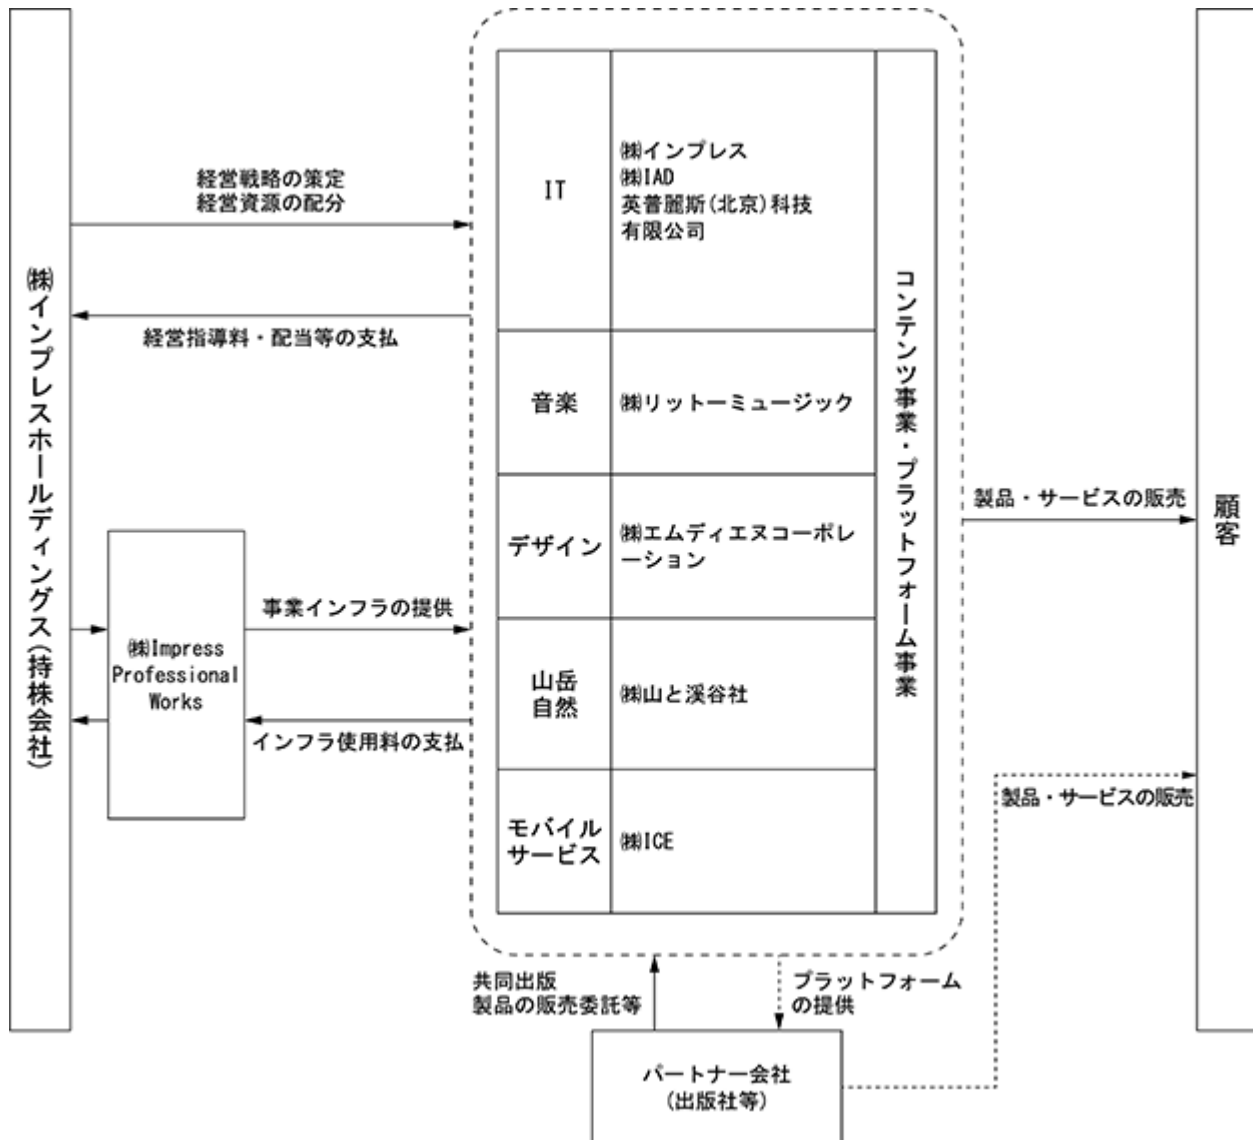 ㈱インプレスホールディングス(持株会社)
経営戦略の策定
経営資源の配分
経営指導料・配当等の支払
㈱Impress
Professional
Works
事業インフラの提供
インフラ使用料の支払
IT
㈱インプレス
㈱IAD
英普麗斯(北京)科技
有限公司
音楽
㈱リットーミュージック
デザイン
㈱エムディエヌコーポレ
ーション
山岳
自然
㈱山と溪谷社
モバイル
サービス
㈱ICE
コンテンツ事業・プラットフォーム事業
製品・サービスの販売
顧客
製品・サービスの販売
共同出版
製品の販売委託等
プラットフォーム
の提供
パートナー会社
(出版社等)